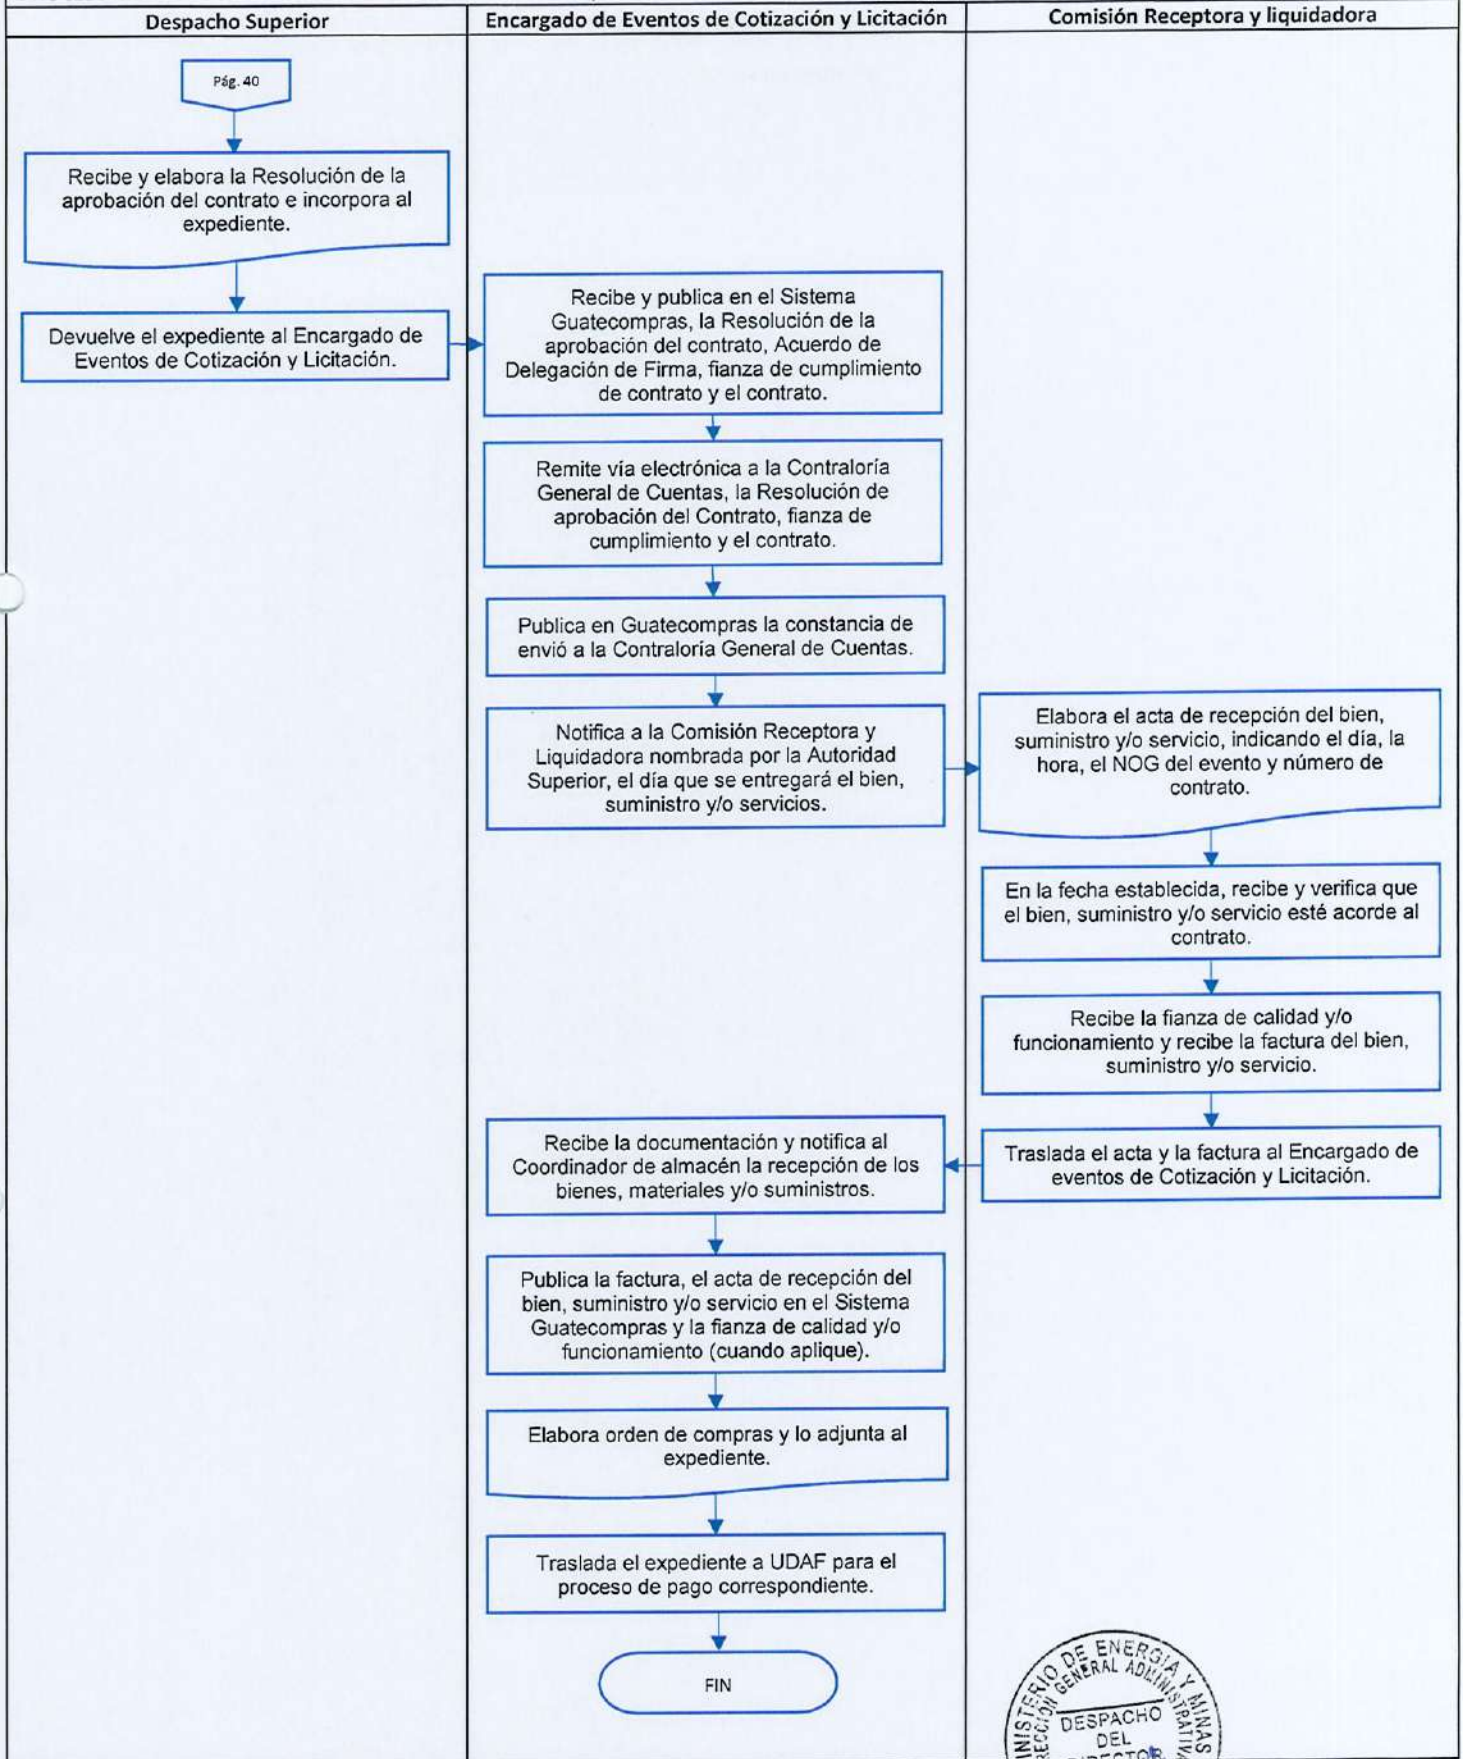 Despacho Superior
Encargado de Eventos de Cotización y Licitación
Comisión Receptora y liquidadora
Pág. 40
Recibe y elabora la Resolución de la
aprobación del contrato e incorpora al
expediente.
Devuelve el expediente al Encargado de
Eventos de Cotización y Licitación.
Recibe y publica en el Sistema
Guatecompras, la Resolución de la
aprobación del contrato, Acuerdo de
Delegación de Firma, fianza de cumplimiento
de contrato y el contrato.
Remite vía electrónica a la Contraloría
General de Cuentas, la Resolución de
aprobación del Contrato, fianza de
cumplimiento y el contrato.
Publica en Guatecompras la constancia de
envió a la Contraloría General de Cuentas.
Notifica a la Comisión Receptora y
Liquidadora nombrada por la Autoridad
Superior, el día que se entregará el bien,
suministro y/o servicios.
Elabora el acta de recepción del bien,
suministro y/o servicio, indicando el día, la
hora, el NOG del evento y número de
contrato.
En la fecha establecida, recibe y verifica que
el bien, suministro y/o servicio esté acorde al
contrato.
Recibe la fianza de calidad y/o
funcionamiento y recibe la factura del bien,
suministro y/o servicio.
Traslada el acta y la factura al Encargado de
eventos de Cotización y Licitación.
Recibe la documentación y notifica al
Coordinador de almacén la recepción de los
bienes, materiales y/o suministros.
Publica la factura, el acta de recepción del
bien, suministro y/o servicio en el Sistema
Guatecompras y la fianza de calidad y/o
funcionamiento (cuando aplique).
Elabora orden de compras y lo adjunta al
expediente.
Traslada el expediente a UDAF para el
proceso de pago correspondiente.
FIN
DE ENERGIA Y MINAS
GENERAL ADMINISTRATIVA
DESPACHO
DEL